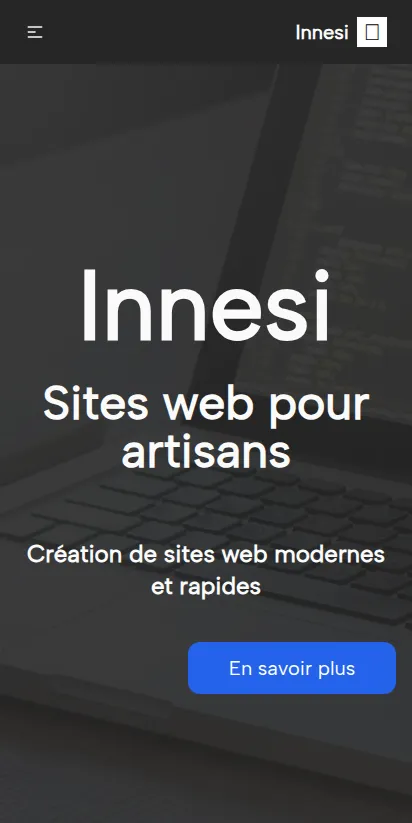 Innesi
Innesi
Sites web pour
artisans
Création de sites web modernes
et rapides
En savoir plus